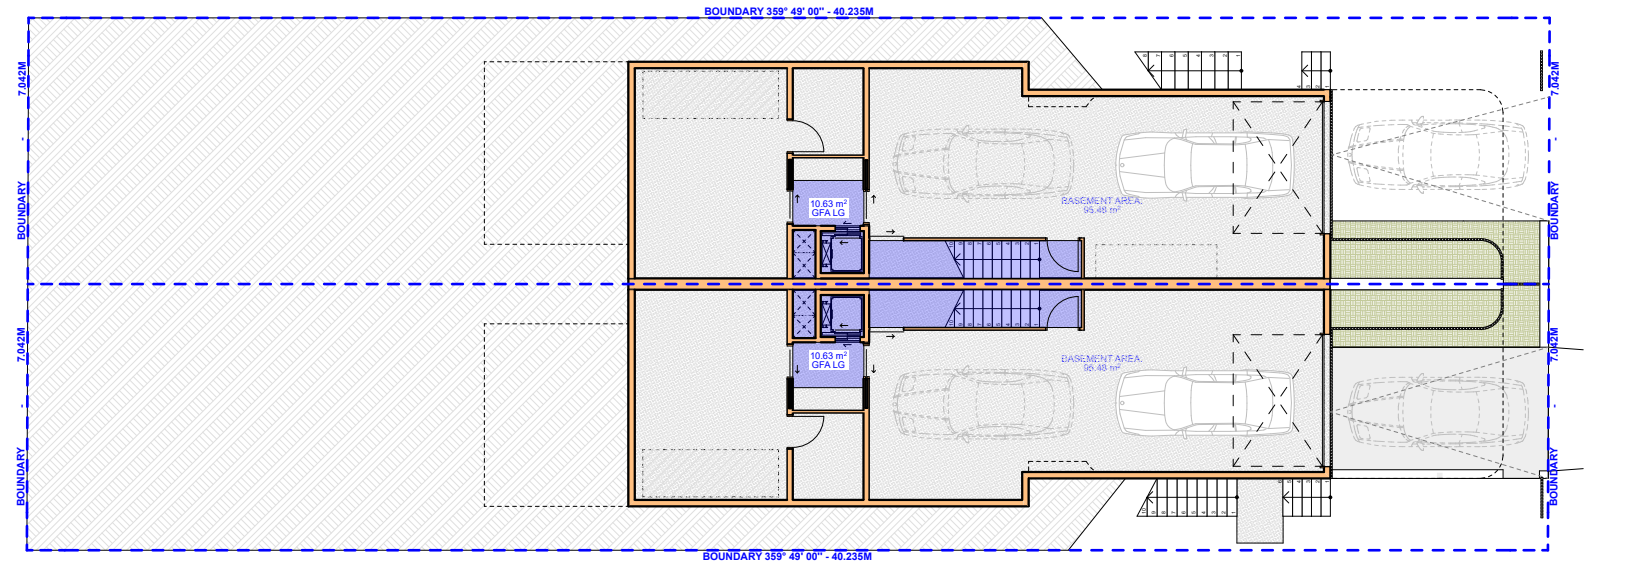 BOUNDARY 359° 49' 00" - 40.235M
7.042M
-
BOUNDARY
7.042M
-
BOUNDARY
10.63 m²
GFA LG
BASEMENT AREA:
95.48 m²
10.63 m²
GFA LG
BASEMENT AREA:
95.48 m²
7.042M
-
BOUNDARY
7.042M
-
BOUNDARY
BOUNDARY 359° 49' 00" - 40.235M